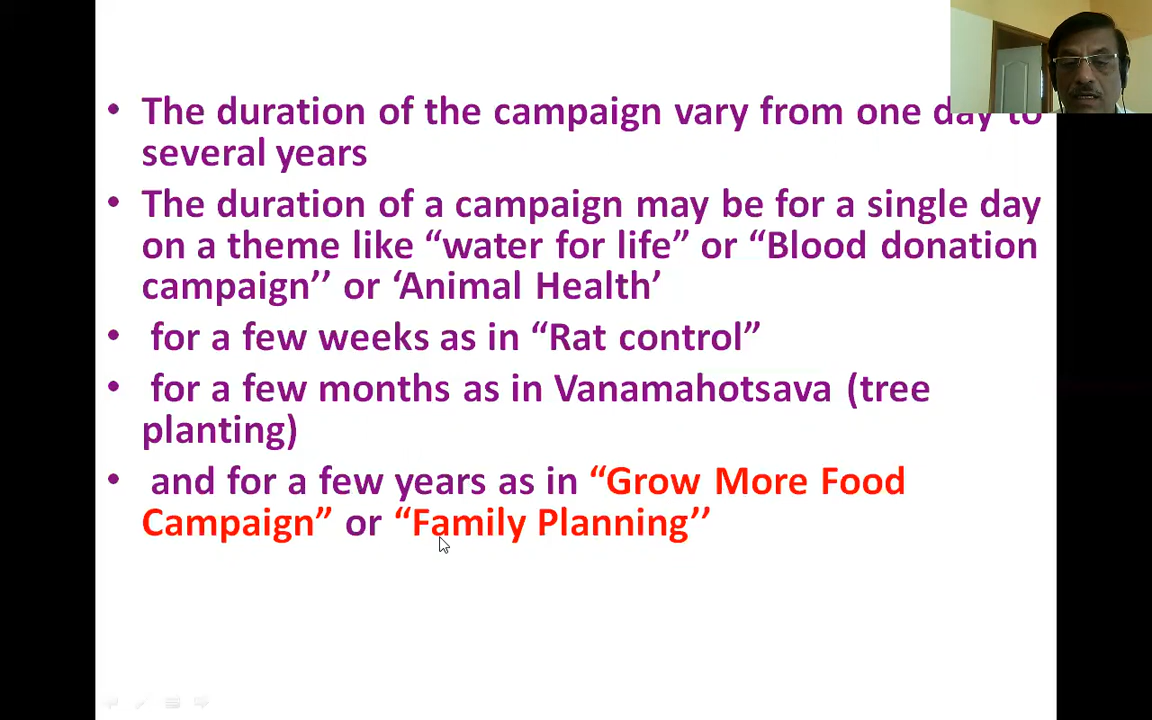 • The duration of the campaign vary from one day to
several years
• The duration of a campaign may be for a single day
on a theme like “water for life” or “Blood donation
campaign’’ or ‘Animal Health’
• for a few weeks as in “Rat control”
• for a few months as in Vanamahotsava (tree
planting)
• and for a few years as in “Grow More Food
Campaign” or “Family Planning’’